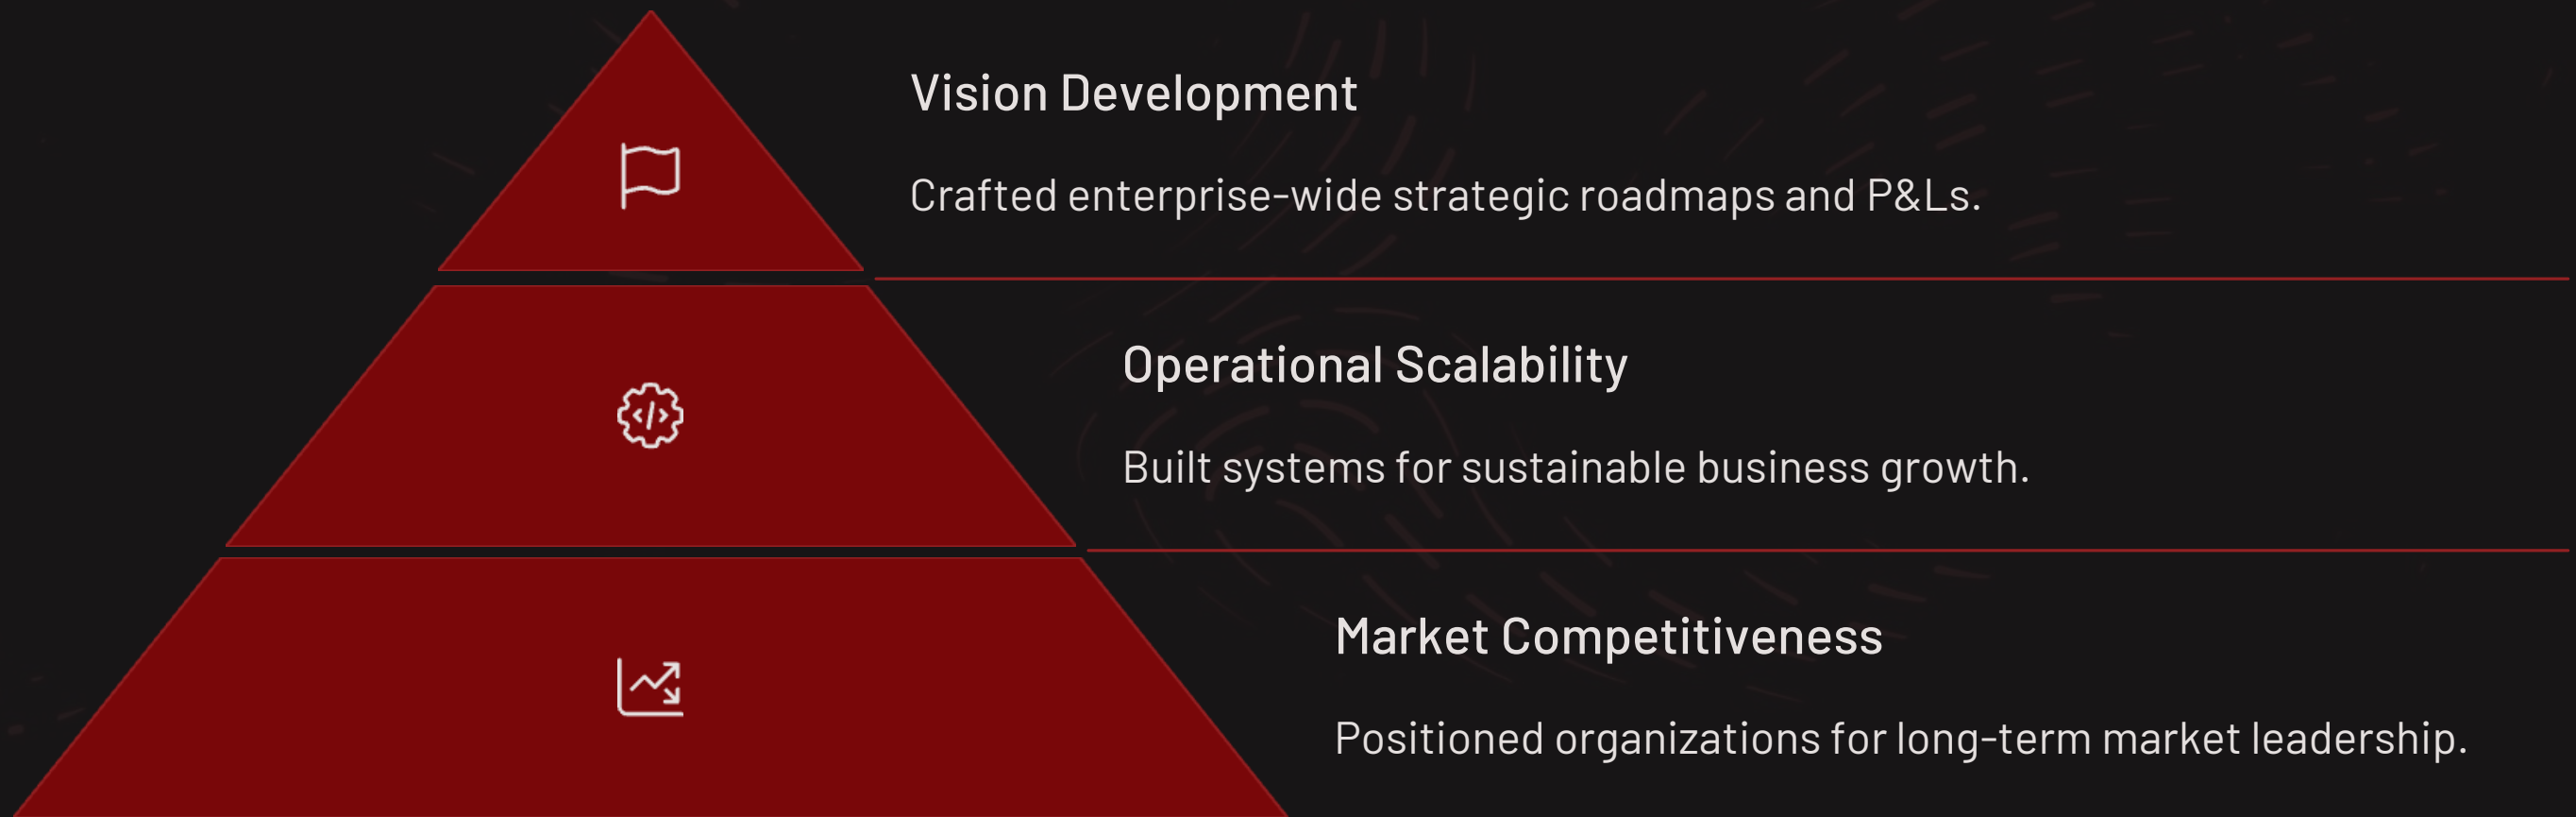 Vision Development
Crafted enterprise-wide strategic roadmaps and P&Ls.
Operational Scalability
Built systems for sustainable business growth.
Market Competitiveness
Positioned organizations for long-term market leadership.